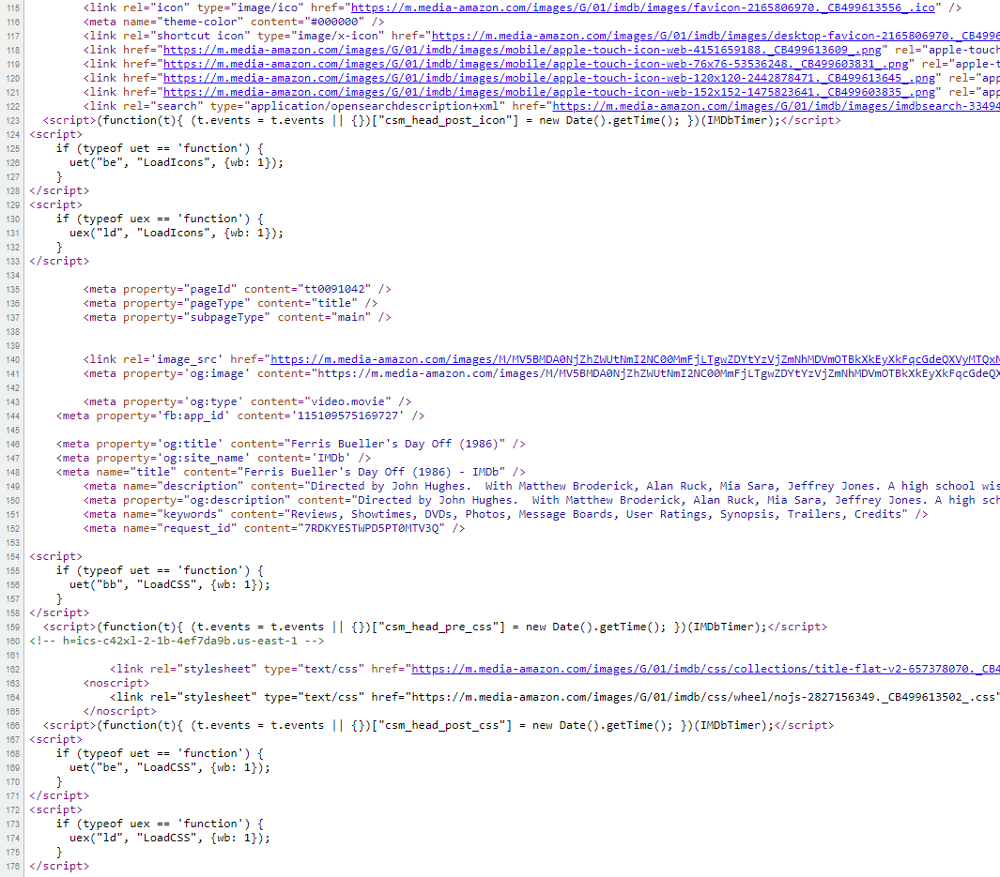 115 <link rel="icon" type="image/ico" href="https://m.media-amazon.com/images/G/01/imdb/images/favicon-2165806970._CB499613556_.ico" />
116 <meta name="theme-color" content="#000000" />
117 <link rel="shortcut icon" type="image/x-icon" href="https://m.media-amazon.com/images/G/01/imdb/images/desktop-favicon-2165806970._CB4996
118 <link href="https://m.media-amazon.com/images/G/01/imdb/images/mobile/apple-touch-icon-web-4151659188._CB499613609_.png" rel="apple-touc
119 <link href="https://m.media-amazon.com/images/G/01/imdb/images/mobile/apple-touch-icon-web-76x76-53536248._CB499603831_.png" rel="apple-t
120 <link href="https://m.media-amazon.com/images/G/01/imdb/images/mobile/apple-touch-icon-web-120x120-2442878471._CB499613645_.png" rel="app
121 <link href="https://m.media-amazon.com/images/G/01/imdb/images/mobile/apple-touch-icon-web-152x152-1475823641._CB499603835_.png" rel="app
122 <link rel="search" type="application/opensearchdescription+xml" href="https://m.media-amazon.com/images/G/01/imdb/images/imdbsearch-33494
123 <script>(function(t){ (t.events = t.events || {})["csm_head_post_icon"] = new Date().getTime(); })(IMDbTimer);</script>
124 <script>
125 if (typeof uet == 'function') {
126 uet("be", "LoadIcons", {wb: 1});
127 }
128 </script>
129 <script>
130 if (typeof uex == 'function') {
131 uex("ld", "LoadIcons", {wb: 1});
132 }
133 </script>
134
135 <meta property="pageId" content="tt0091042" />
136 <meta property="pageType" content="title" />
137 <meta property="subpageType" content="main" />
138
139
140 <link rel='image_src' href="https://m.media-amazon.com/images/M/MV5BMDA0NjZhZWUtNmI2NC00MmFjLTgwZDYtYzVjZmNhMDVmOTBkXkEyXkFqcGdeQXVyMTQxN
141 <meta property='og:image' content="https://m.media-amazon.com/images/M/MV5BMDA0NjZhZWUtNmI2NC00MmFjLTgwZDYtYzVjZmNhMDVmOTBkXkEyXkFqcGdeQX
142
143 <meta property='og:type' content="video.movie" />
144 <meta property='fb:app_id' content='115109575169727' />
145
146 <meta property='og:title' content="Ferris Bueller's Day Off (1986)" />
147 <meta property='og:site_name' content='IMDb' />
148 <meta name="title" content="Ferris Bueller's Day Off (1986) - IMDb" />
149 <meta name="description" content="Directed by John Hughes.  With Matthew Broderick, Alan Ruck, Mia Sara, Jeffrey Jones. A high school wis
150 <meta property="og:description" content="Directed by John Hughes.  With Matthew Broderick, Alan Ruck, Mia Sara, Jeffrey Jones. A high sch
151 <meta name="keywords" content="Reviews, Showtimes, DVDs, Photos, Message Boards, User Ratings, Synopsis, Trailers, Credits" />
152 <meta name="request_id" content="7RDKYESTWPD5PT0MTV3Q" />
153
154 <script>
155 if (typeof uet == 'function') {
156 uet("bb", "LoadCSS", {wb: 1});
157 }
158 </script>
159 <script>(function(t){ (t.events = t.events || {})["csm_head_pre_css"] = new Date().getTime(); })(IMDbTimer);</script>
160 <!-- h=ics-c42xl-2-1b-4ef7da9b.us-east-1 -->
161
162 <link rel="stylesheet" type="text/css" href="https://m.media-amazon.com/images/G/01/imdb/css/collections/title-flat-v2-657378070._CB4
163 <noscript>
164 <link rel="stylesheet" type="text/css" href="https://m.media-amazon.com/images/G/01/imdb/css/wheel/nojs-2827156349._CB499613502_.css"
165 </noscript>
166 <script>(function(t){ (t.events = t.events || {})["csm_head_post_css"] = new Date().getTime(); })(IMDbTimer);</script>
167 <script>
168 if (typeof uet == 'function') {
169 uet("be", "LoadCSS", {wb: 1});
170 }
171 </script>
172 <script>
173 if (typeof uex == 'function') {
174 uex("ld", "LoadCSS", {wb: 1});
175 }
176 </script>